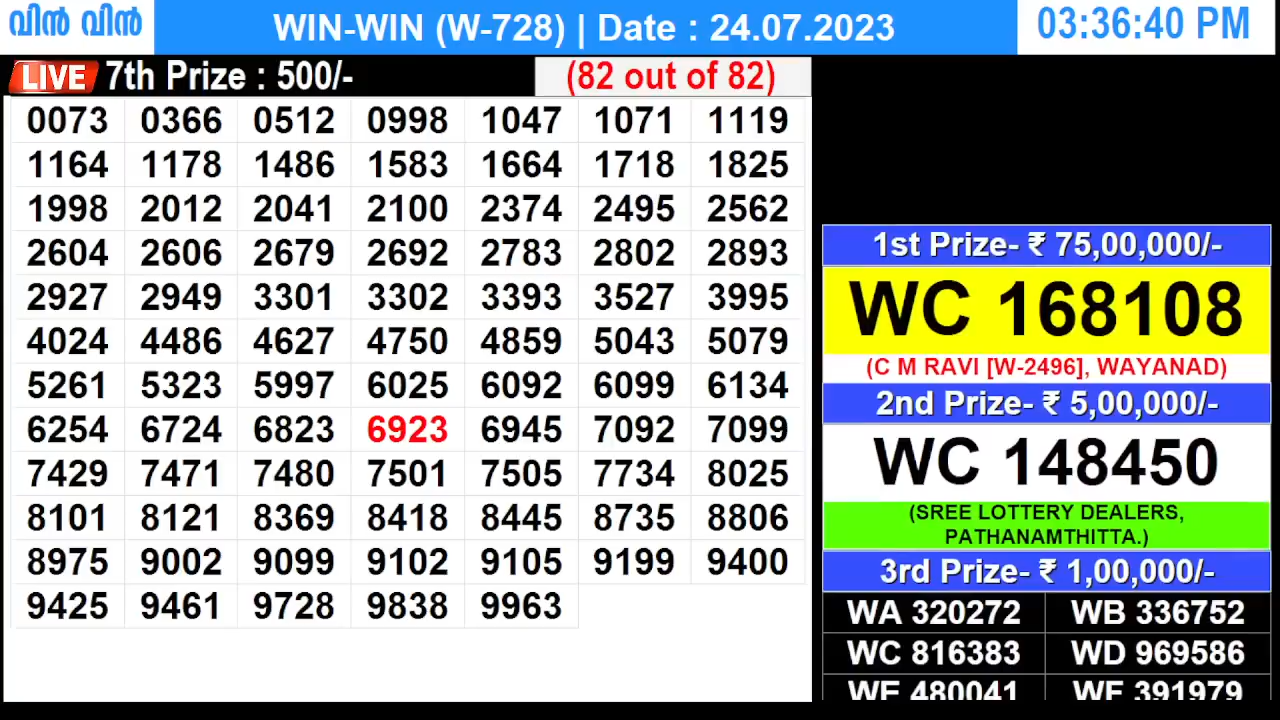 വിൻ വിൻ WIN-WIN (W-728) | Date : 24.07.2023 03:36:40 PM
LIVE 7th Prize : 500/- (82 out of 82)
0073 0366 0512 0998 1047 1071 1119
1164 1178 1486 1583 1664 1718 1825
1998 2012 2041 2100 2374 2495 2562
2604 2606 2679 2692 2783 2802 2893
2927 2949 3301 3302 3393 3527 3995
4024 4486 4627 4750 4859 5043 5079
5261 5323 5997 6025 6092 6099 6134
6254 6724 6823 6923 6945 7092 7099
7429 7471 7480 7501 7505 7734 8025
8101 8121 8369 8418 8445 8735 8806
8975 9002 9099 9102 9105 9199 9400
9425 9461 9728 9838 9963
1st Prize- ₹ 75,00,000/-
WC 168108
(C M RAVI [W-2496], WAYANAD)
2nd Prize- ₹ 5,00,000/-
WC 148450
(SREE LOTTERY DEALERS,
PATHANAMTHITTA.)
3rd Prize- ₹ 1,00,000/-
WA 320272 WB 336752
WC 816383 WD 969586
WE 480041 WF 391979